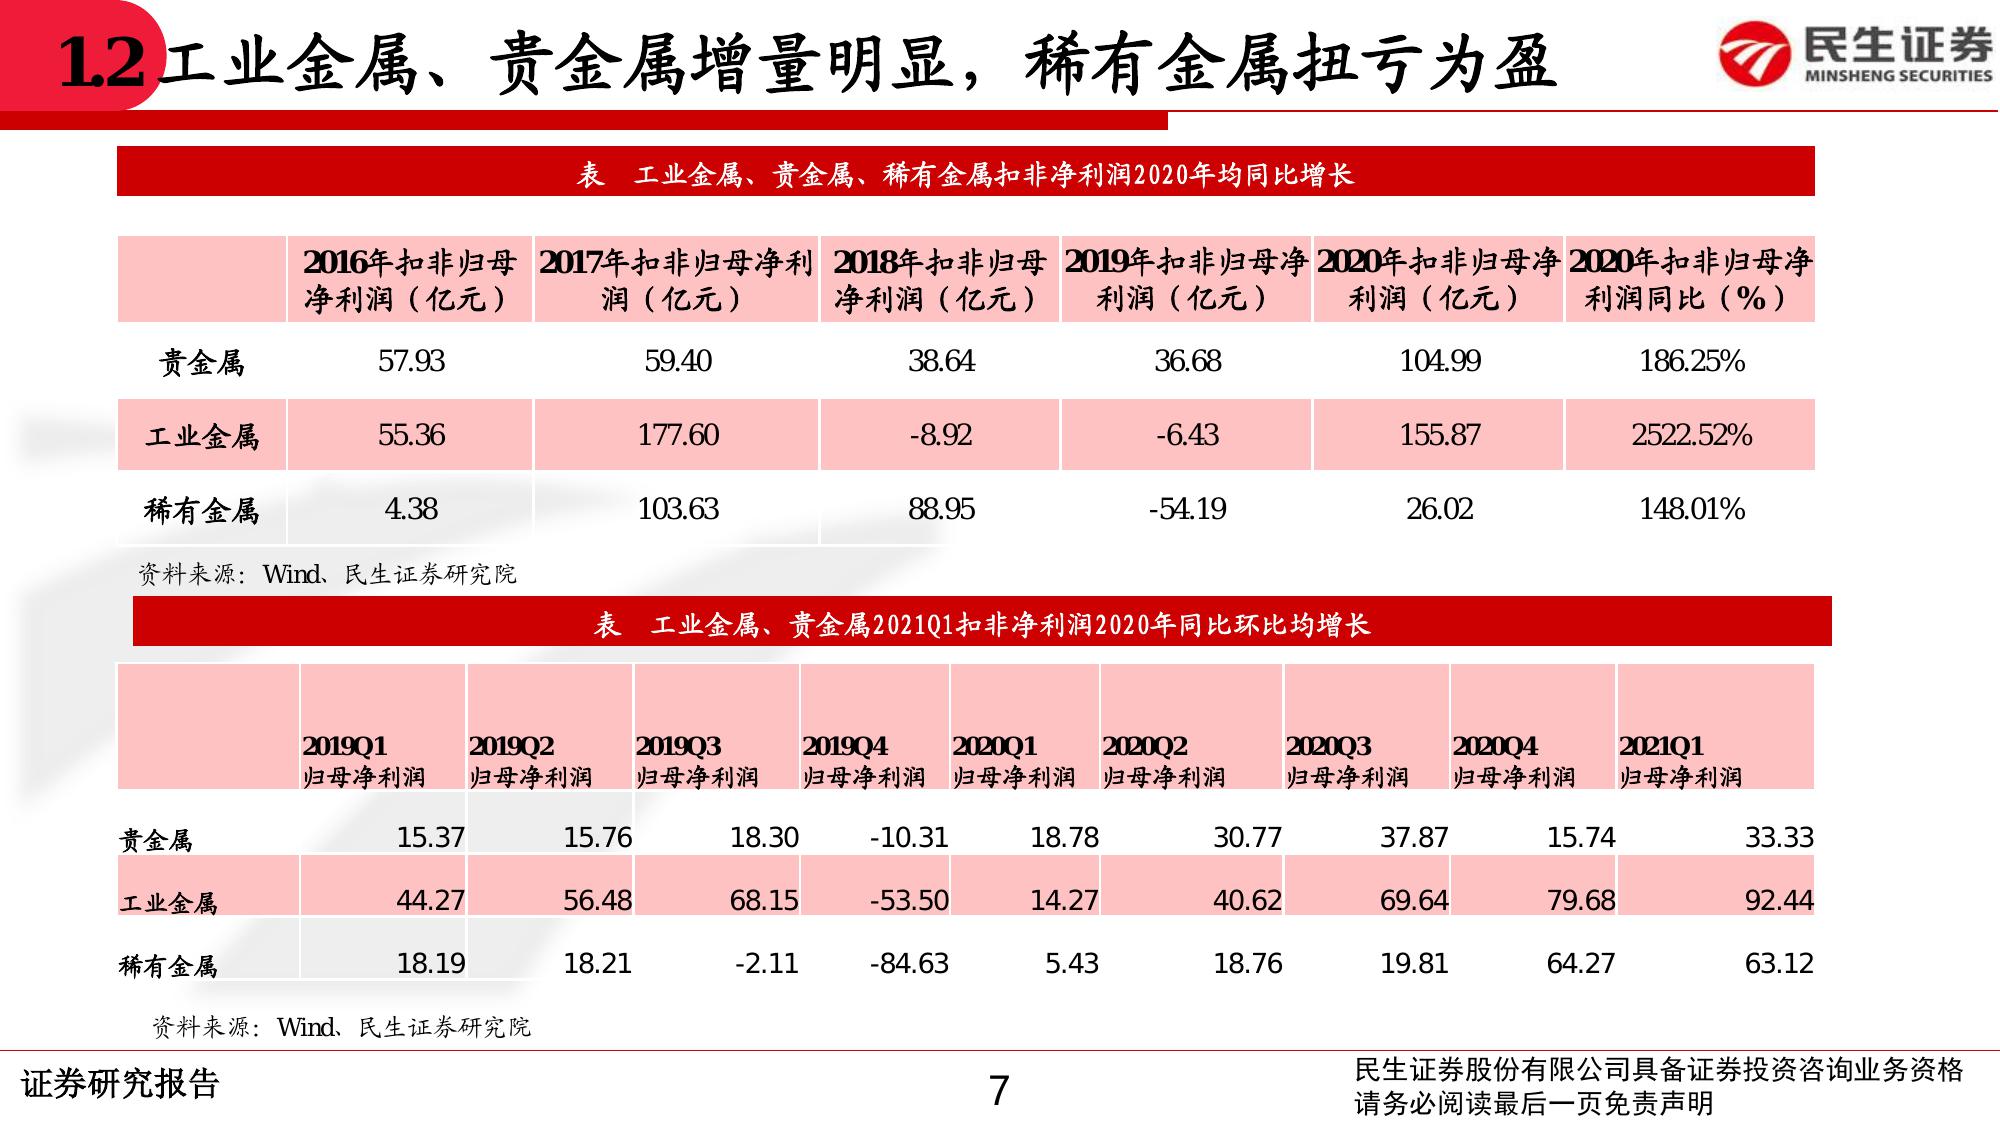 1.2 工业金属、贵金属增量明显，稀有金属扭亏为盈
民生证券
MINSHENG SECURITIES
表 工业金属、贵金属、稀有金属扣非净利润2020年均同比增长
2016年扣非归母净利润（亿元） 2017年扣非归母净利润（亿元） 2018年扣非归母净利润（亿元） 2019年扣非归母净利润（亿元） 2020年扣非归母净利润（亿元） 2020年扣非归母净利润同比（%）
贵金属 57.93 59.40 38.64 36.68 104.99 186.25%
工业金属 55.36 177.60 -8.92 -6.43 155.87 2522.52%
稀有金属 4.38 103.63 88.95 -54.19 26.02 148.01%
资料来源：Wind、民生证券研究院
表 工业金属、贵金属2021Q1扣非净利润2020年同比环比均增长
2019Q1 2019Q2 2019Q3 2019Q4 2020Q1 2020Q2 2020Q3 2020Q4 2021Q1
归母净利润 归母净利润 归母净利润 归母净利润 归母净利润 归母净利润 归母净利润 归母净利润 归母净利润
贵金属 15.37 15.76 18.30 -10.31 18.78 30.77 37.87 15.74 33.33
工业金属 44.27 56.48 68.15 -53.50 14.27 40.62 69.64 79.68 92.44
稀有金属 18.19 18.21 -2.11 -84.63 5.43 18.76 19.81 64.27 63.12
资料来源：Wind、民生证券研究院
证券研究报告
7
民生证券股份有限公司具备证券投资咨询业务资格
请务必阅读最后一页免责声明